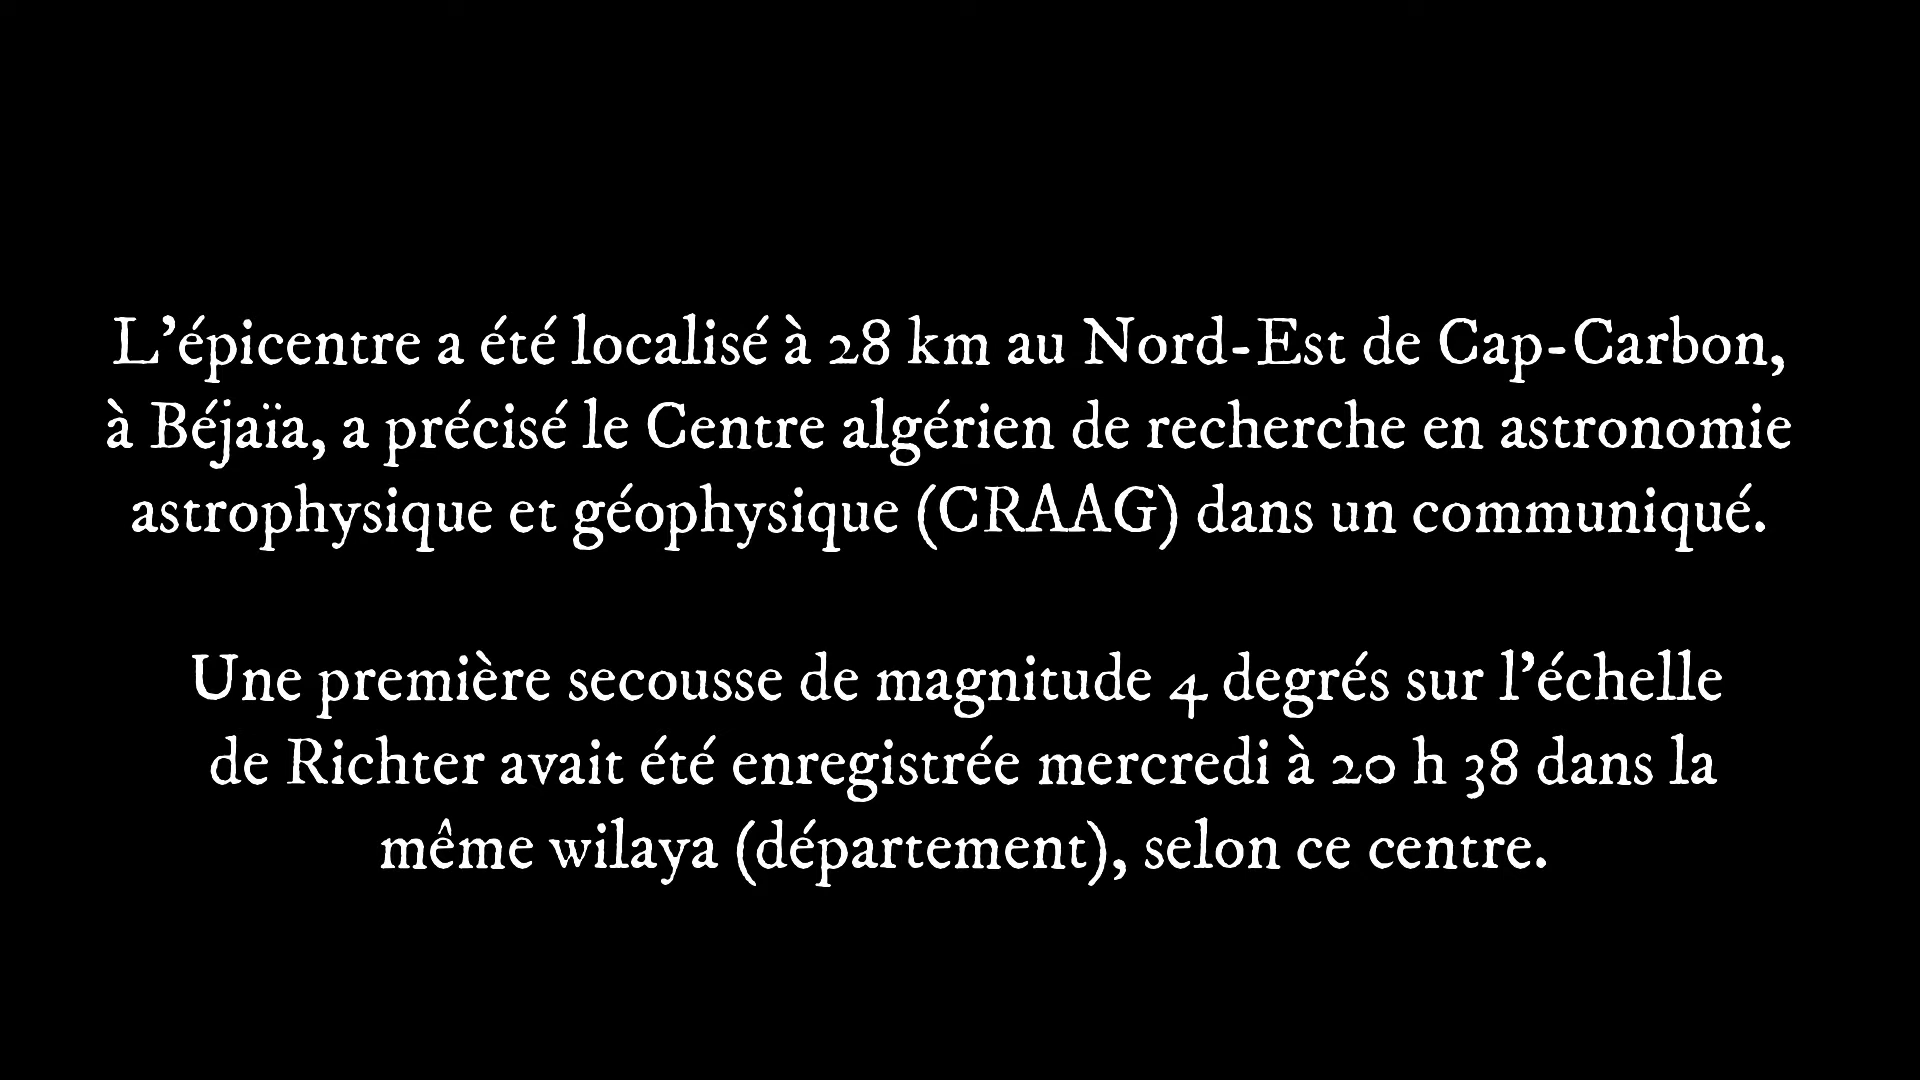 L’épicentre a été localisé à 28 km au Nord-Est de Cap-Carbon,
à Béjaïa, a précisé le Centre algérien de recherche en astronomie
astrophysique et géophysique (CRAAG) dans un communiqué.
Une première secousse de magnitude 4 degrés sur l’échelle
de Richter avait été enregistrée mercredi à 20 h 38 dans la
même wilaya (département), selon ce centre.